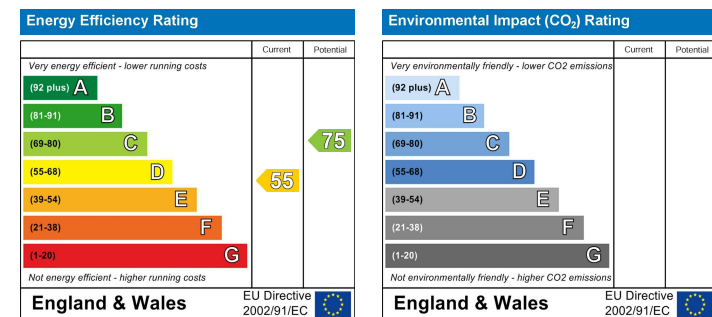 Energy Efficiency Rating
Current Potential
Very energy efficient - lower running costs
(92 plus) A
(81-91) B
(69-80) C
75
(55-68) D
55
(39-54) E
(21-38) F
(1-20) G
Not energy efficient - higher running costs
England & Wales
EU Directive
2002/91/EC
Environmental Impact (CO₂) Rating
Current Potential
Very environmentally friendly - lower CO2 emissions
(92 plus) A
(81-91) B
(69-80) C
(55-68) D
(39-54) E
(21-38) F
(1-20) G
Not environmentally friendly - higher CO2 emissions
England & Wales
EU Directive
2002/91/EC